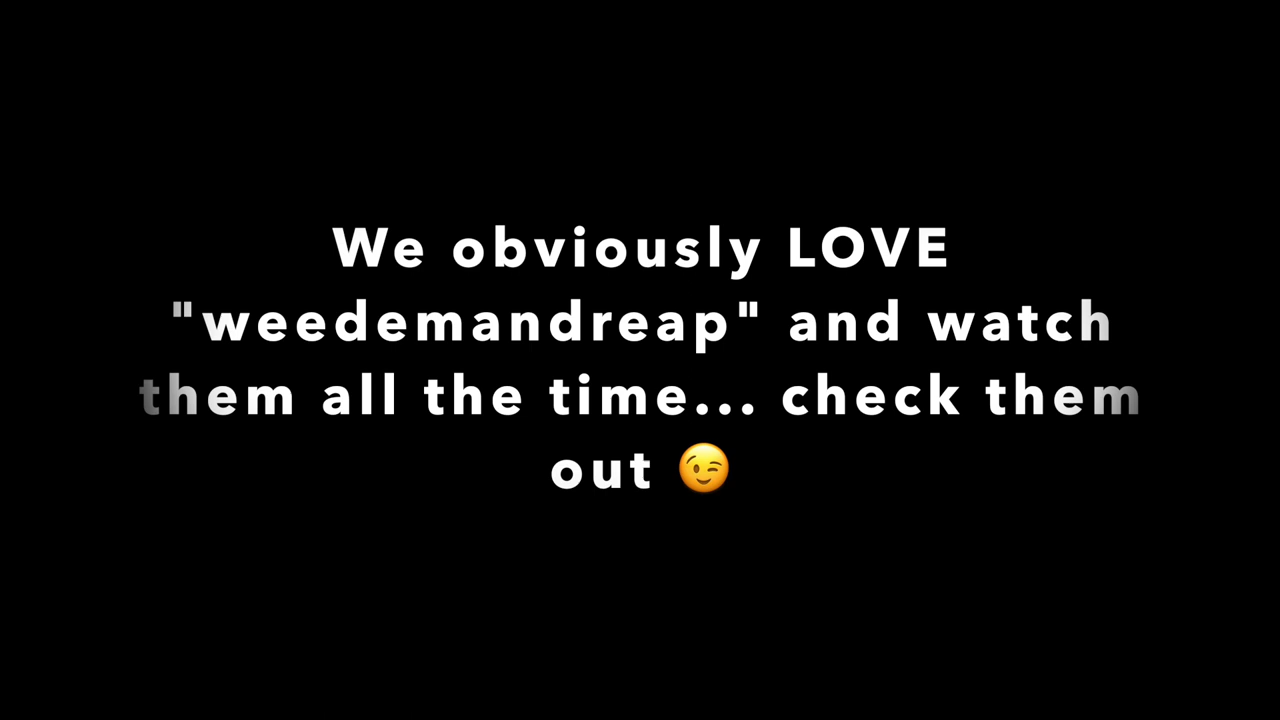 We obviously LOVE
"weedemandreap" and watch
them all the time... check them
out 😉